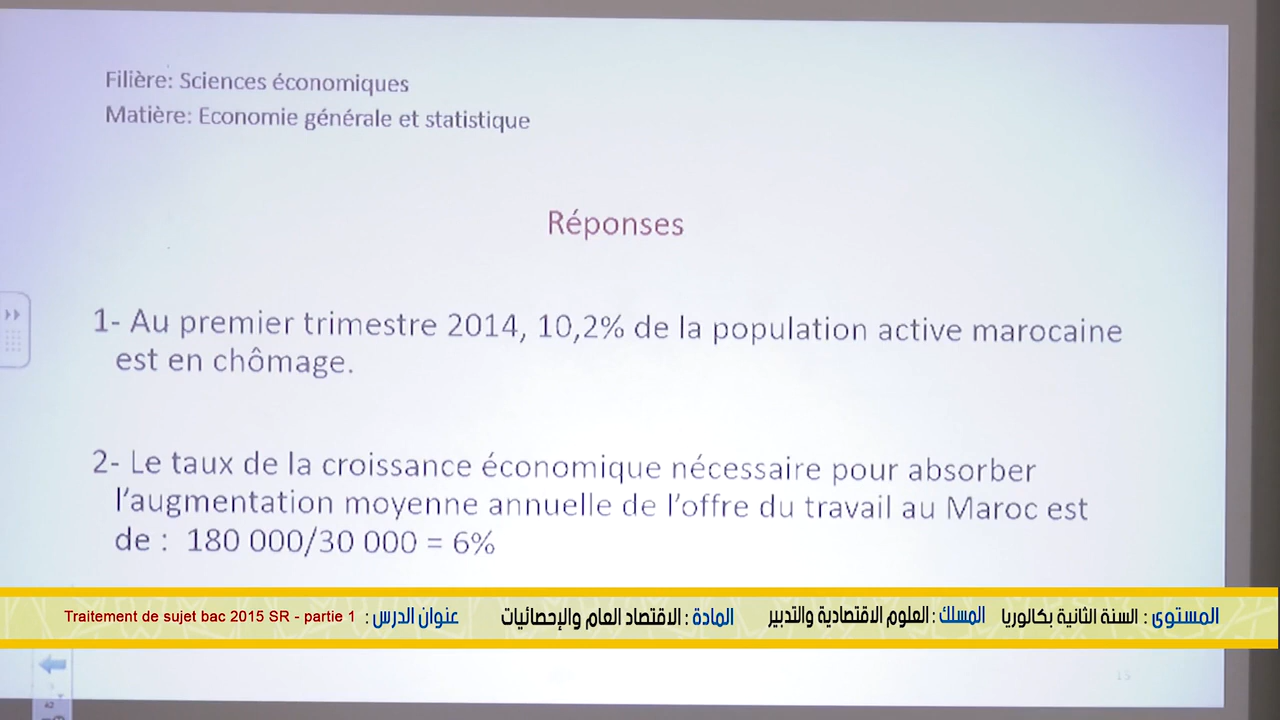 Filière: Sciences économiques
Matière: Economie générale et statistique
Réponses
1- Au premier trimestre 2014, 10,2% de la population active marocaine
est en chômage.
2- Le taux de la croissance économique nécessaire pour absorber
l'augmentation moyenne annuelle de l'offre du travail au Maroc est
de : 180 000/30 000 = 6%
المستوى : السنة الثانية بكالوريا المسلك : العلوم الاقتصادية والتدبير المادة : الاقتصاد العام والإحصائيات عنوان الدرس : Traitement de sujet bac 2015 SR - partie 1
13